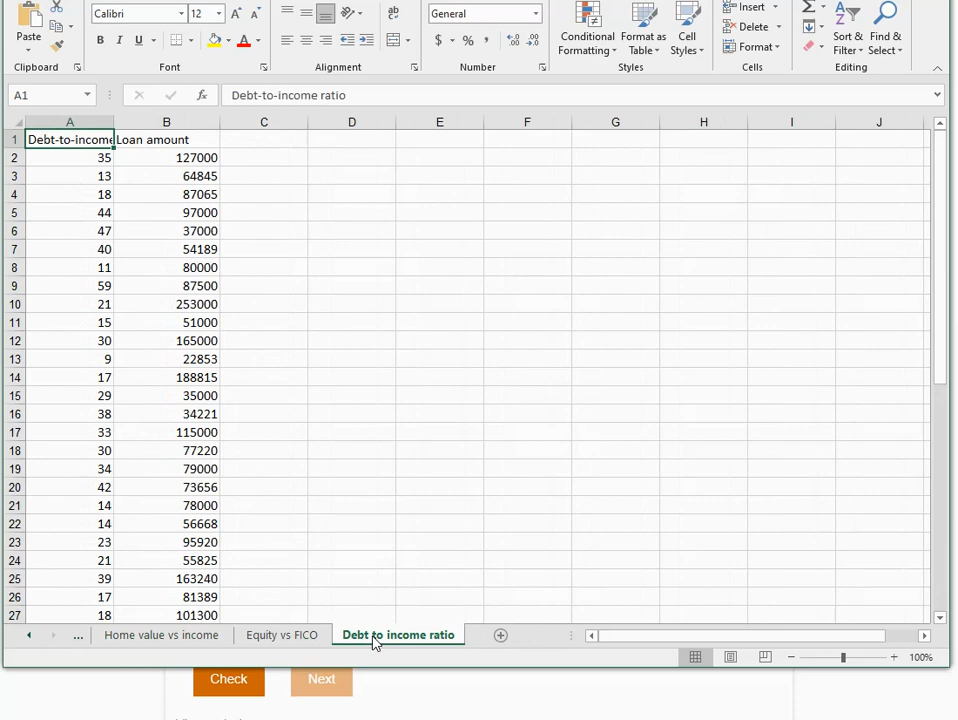 Calibri 12 General
Paste
B I U A $ % ,
Conditional Formatting Format as Table Cell Styles
Insert
Delete
Format
Sort & Filter Find & Select
Clipboard Font Alignment Number Styles Cells Editing
A1 fx Debt-to-income ratio
A B C D E F G H I J
1 Debt-to-income Loan amount
2 35 127000
3 13 64845
4 18 87065
5 44 97000
6 47 37000
7 40 54189
8 11 80000
9 59 87500
10 21 253000
11 15 51000
12 30 165000
13 9 22853
14 17 188815
15 29 35000
16 38 34221
17 33 115000
18 30 77220
19 34 79000
20 42 73656
21 14 78000
22 14 56668
23 23 95920
24 21 55825
25 39 163240
26 17 81389
27 18 101300
... Home value vs income Equity vs FICO Debt to income ratio
100%
Check Next